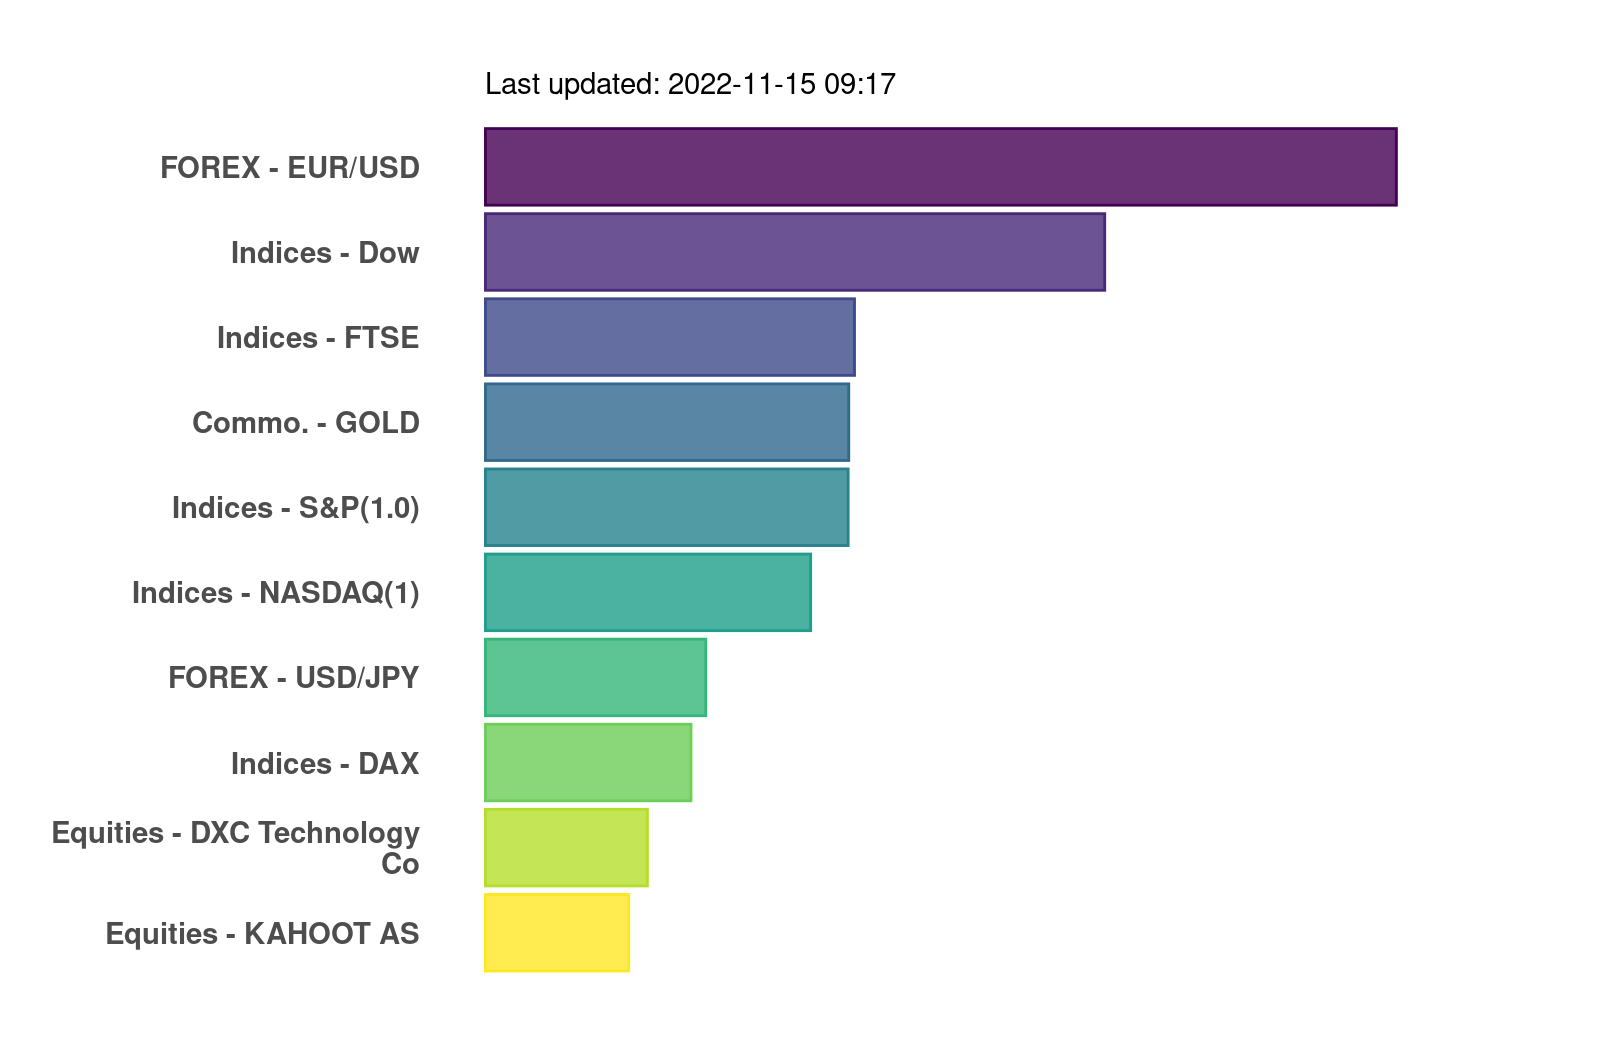 Last updated: 2022-11-15 09:17
FOREX - EUR/USD
Indices - Dow
Indices - FTSE
Commo. - GOLD
Indices - S&P(1.0)
Indices - NASDAQ(1)
FOREX - USD/JPY
Indices - DAX
Equities - DXC Technology
Co
Equities - KAHOOT AS